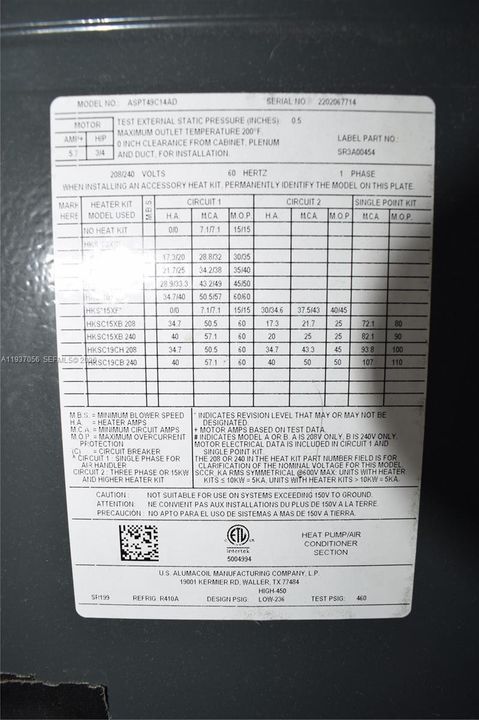 MODEL NO.: ASPT49C14AD SERIAL NO.: 2202067714
MOTOR
AMP+ H/P
3/4
TEST EXTERNAL STATIC PRESSURE (INCHES): 0.5
MAXIMUM OUTLET TEMPERATURE 200°F.
0 INCH CLEARANCE FROM CABINET, PLENUM
AND DUCT, FOR INSTALLATION.
LABEL PART NO.:
SR3A00454
208/240 VOLTS 60 HERTZ 1 PHASE
WHEN INSTALLING AN ACCESSORY HEAT KIT, PERMANENTLY IDENTIFY THE MODEL ON THIS PLATE.
MARK HERE HEATER KIT MODEL USED M.B.S. CIRCUIT 1 CIRCUIT 2 SINGLE POINT KIT
H.A. M.C.A. M.O.P. H.A. M.C.A. M.O.P. M.C.A. M.O.P.
NO HEAT KIT 0/0 7.1/7.1 15/15
17.3/20 28.8/32 30/35
21.7/25 34.2/38 35/40
28.9/33.3 43.2/49 45/50
34.7/40 50.5/57 60/60
HKS*15XF* 0/0 7.1/7.1 15/15 30/34.6 37.5/43 40/45
HKSC15XB 208 34.7 50.5 60 17.3 21.7 25 72.1 80
HKSC15XB 240 40 57.1 60 20 25 25 82.1 90
HKSC19CH 208 34.7 50.5 60 34.7 43.3 45 93.8 100
HKSC19CB 240 40 57.1 60 40 50 50 107 110
M.B.S. = MINIMUM BLOWER SPEED
H.A. = HEATER AMPS
M.C.A. = MINIMUM CIRCUIT AMPS
M.O.P. = MAXIMUM OVERCURRENT
PROTECTION
(C) = CIRCUIT BREAKER
^ CIRCUIT 1 : SINGLE PHASE FOR
AIR HANDLER
CIRCUIT 2 : THREE PHASE OR 15KW
AND HIGHER HEATER KIT
* INDICATES REVISION LEVEL THAT MAY OR MAY NOT BE
DESIGNATED.
+ MOTOR AMPS BASED ON TEST DATA.
# INDICATES MODEL A OR B. A IS 208V ONLY, B IS 240V ONLY.
MOTOR ELECTRICAL DATA IS INCLUDED IN CIRCUIT 1 AND
SINGLE POINT KIT.
THE 208 OR 240 IN THE HEAT KIT PART NUMBER FIELD IS FOR
CLARIFICATION OF THE NOMINAL VOLTAGE FOR THIS MODEL
SCCR, KA RMS SYMMETRICAL @600V MAX. UNITS WITH HEATER
KITS ≤ 10KW = 5KA, UNITS WITH HEATER KITS > 10KW = 5KA.
CAUTION : NOT SUITABLE FOR USE ON SYSTEMS EXCEEDING 150V TO GROUND.
ATTENTION: NE CONVIENT PAS AUX INSTALLATIONS DU PLUS DE 150V A LA TERRE.
PRECAUCIÓN : NO APTO PARA EL USO DE SISTEMAS A MAS DE 150V A TIERRA.
ETL
Intertek
5004994
HEAT PUMP/AIR
CONDITIONER
SECTION
U.S. ALUMACOIL MANUFACTURING COMPANY, L.P.
19001 KERMIER RD, WALLER, TX 77484
HIGH-450
SR199 REFRIG: R410A DESIGN PSIG: LOW-236 TEST PSIG: 460
A11937056 SEFMLS